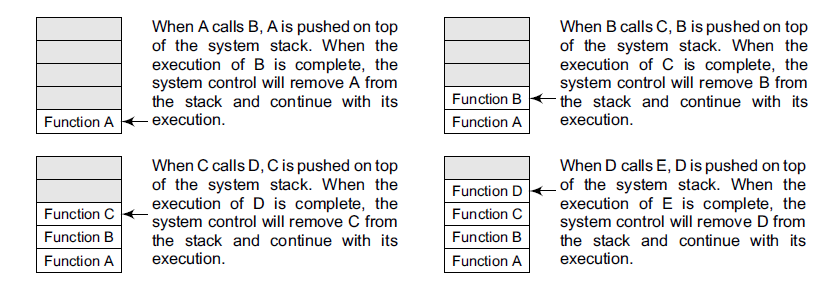 When A calls B, A is pushed on top
of the system stack. When the
execution of B is complete, the
system control will remove A from
the stack and continue with its
execution.
Function A
When B calls C, B is pushed on top
of the system stack. When the
execution of C is complete, the
system control will remove B from
the stack and continue with its
execution.
Function B
Function A
When C calls D, C is pushed on top
of the system stack. When the
execution of D is complete, the
system control will remove C from
the stack and continue with its
execution.
Function C
Function B
Function A
When D calls E, D is pushed on top
of the system stack. When the
execution of E is complete, the
system control will remove D from
the stack and continue with its
execution.
Function D
Function C
Function B
Function A